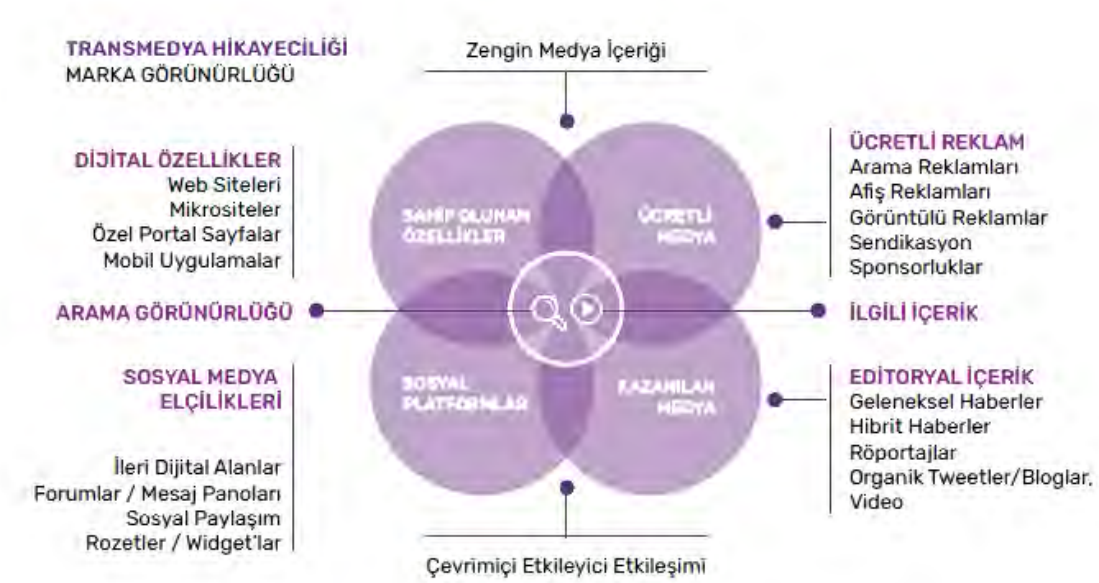 TRANSMEDYA HİKAYECİLİĞİ
MARKA GÖRÜNÜRLÜĞÜ
Zengin Medya İçeriği
DİJİTAL ÖZELLİKLER
Web Siteleri
Mikrositeler
Özel Portal Sayfalar
Mobil Uygulamalar
SAHİP OLUNAN
ÖZELLİKLER
ÜCRETLİ
MEDYA
ÜCRETLİ REKLAM
Arama Reklamları
Afiş Reklamları
Görüntülü Reklamlar
Sendikasyon
Sponsorluklar
ARAMA GÖRÜNÜRLÜĞÜ
İLGİLİ İÇERİK
SOSYAL MEDYA
ELÇİLİKLERİ
İleri Dijital Alanlar
Forumlar / Mesaj Panoları
Sosyal Paylaşım
Rozetler / Widget'lar
SOSYAL
PLATFORMLAR
KAZANILAN
MEDYA
EDİTORYAL İÇERİK
Geleneksel Haberler
Hibrit Haberler
Röportajlar
Organik Tweetler/Bloglar,
Video
Çevrimiçi Etkileyici Etkileşimi